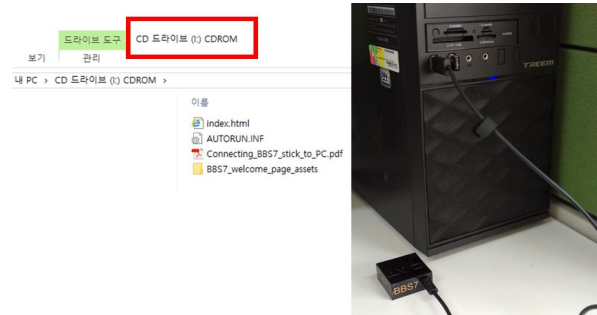 드라이브 도구
CD 드라이브 (I:) CDROM
보기
관리
내 PC > CD 드라이브 (I:) CDROM >
이름
index.html
AUTORUN.INF
Connecting_BBS7_stick_to_PC.pdf
BBS7_welcome_page_assets
TREEM
BBS7